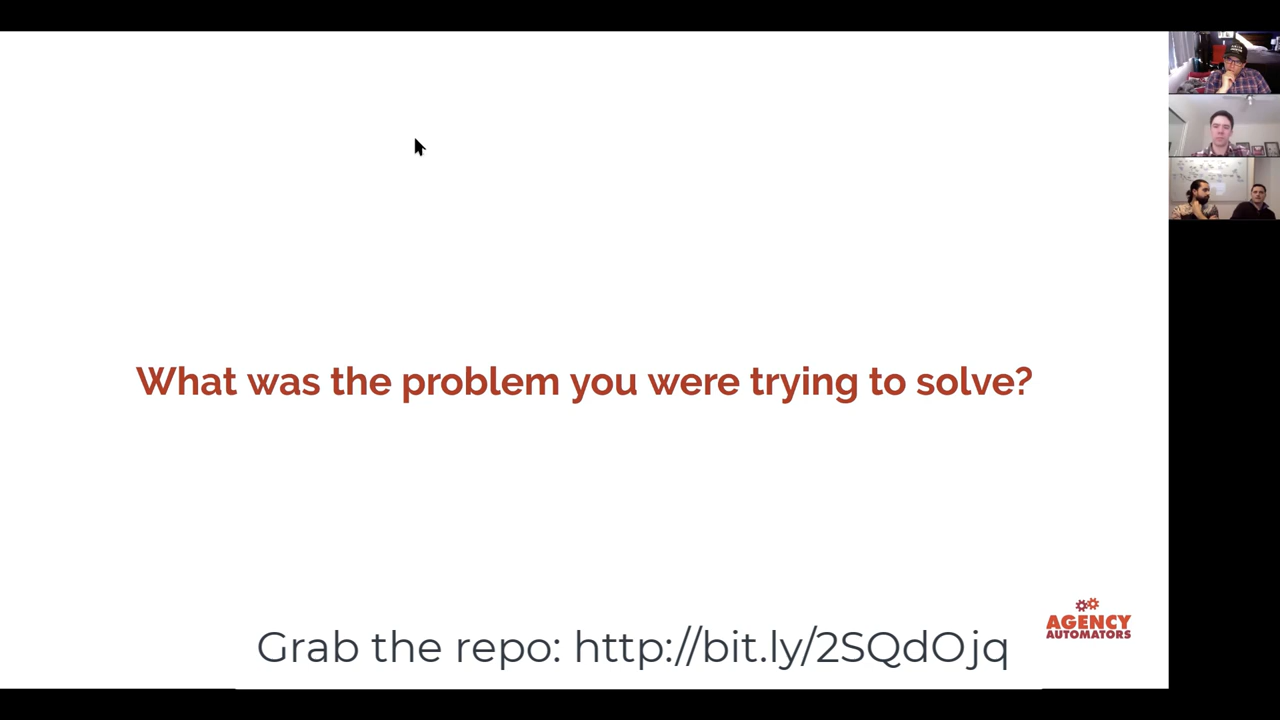 What was the problem you were trying to solve?
AGENCY
AUTOMATORS
Grab the repo: http://bit.ly/2SQdOjq